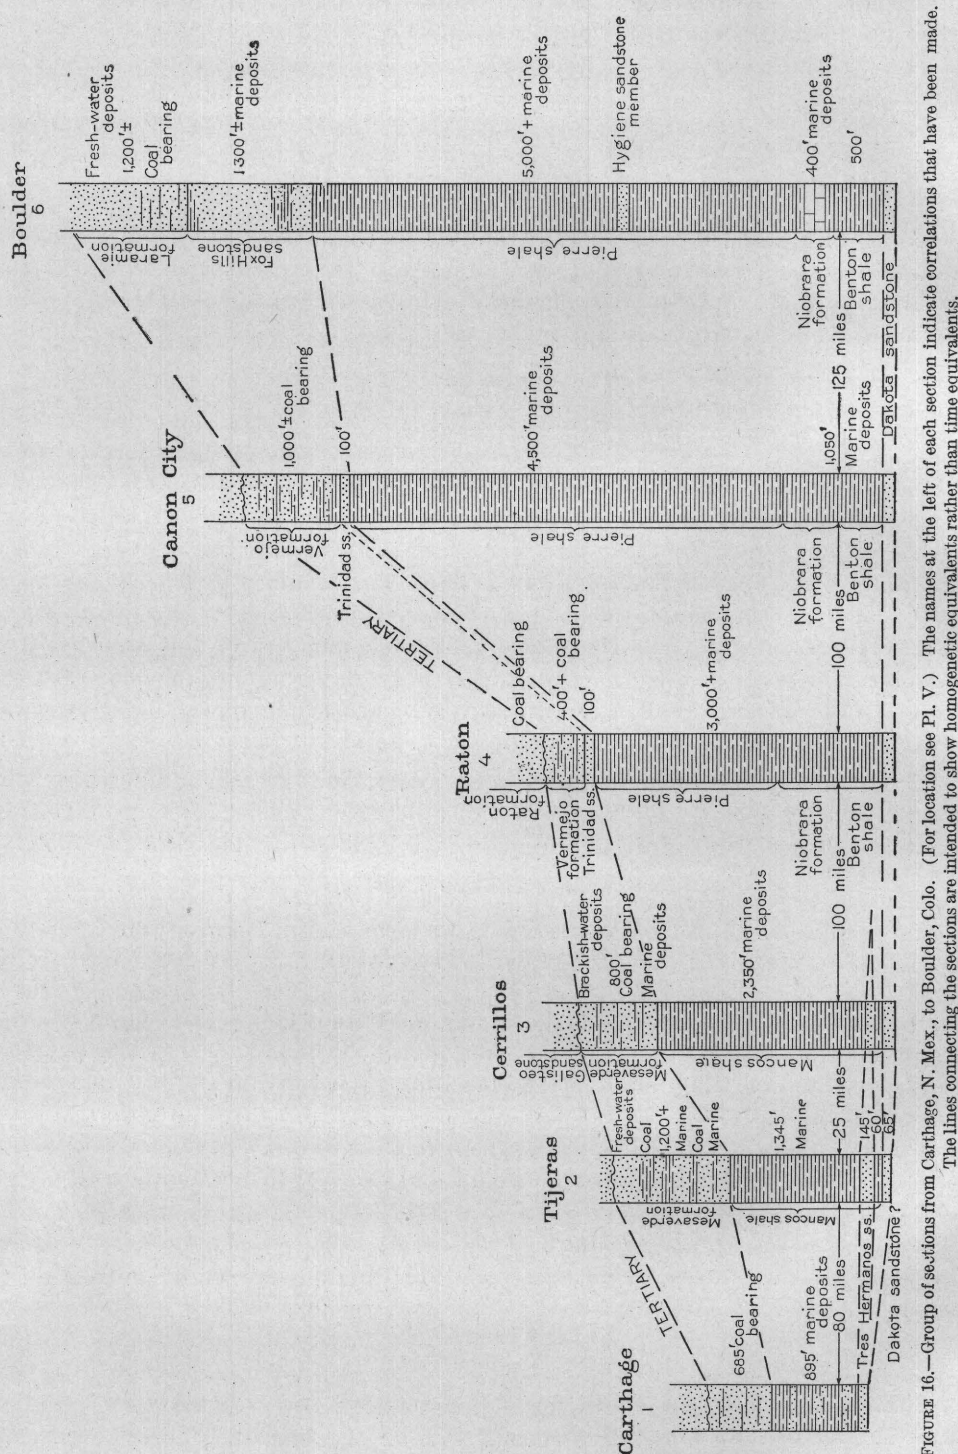 Carthage
1
685′ coal
bearing
895′ marine
deposits
TERTIARY
80 miles
Tres Hermanos ss.
Dakota sandstone?
Tijeras
2
Mesaverde
formation
Mancos shale
Fresh-water
deposits
Coal
1,200′±
Marine
Coal
Marine
1,345′
Marine
25 miles
145′
60′
65′
Cerrillos
3
Galisteo
sandstone
Mesaverde
formation
Mancos shale
Brackish-water
deposits
800′
Coal bearing
Marine
deposits
2,350′ marine
deposits
100 miles
Raton
4
Raton
formation
Vermejo
formation
Trinidad ss.
Pierre shale
Niobrara
formation
Benton
shale
Coal bearing
400′+ coal
bearing
100′
3,000′+ marine
deposits
TERTIARY
100 miles
Canon City
5
Vermejo
formation
Trinidad ss.
Pierre shale
Niobrara
formation
Benton
shale
1,000′± coal
bearing
100′
4,500′ marine
deposits
1,050′
Marine
deposits
125 miles
Dakota sandstone
Boulder
6
Laramie
formation
Fox Hills
sandstone
Pierre shale
Niobrara
formation
Benton
shale
Fresh-water
deposits
1,200′±
Coal
bearing
1300′± marine
deposits
5,000′+ marine
deposits
Hygiene sandstone
member
400′ marine
deposits
500′
FIGURE 16.—Group of sections from Carthage, N. Mex., to Boulder, Colo. (For location see Pl. V.) The names at the left of each section indicate correlations that have been made.
The lines connecting the sections are intended to show homogenetic equivalents rather than time equivalents.